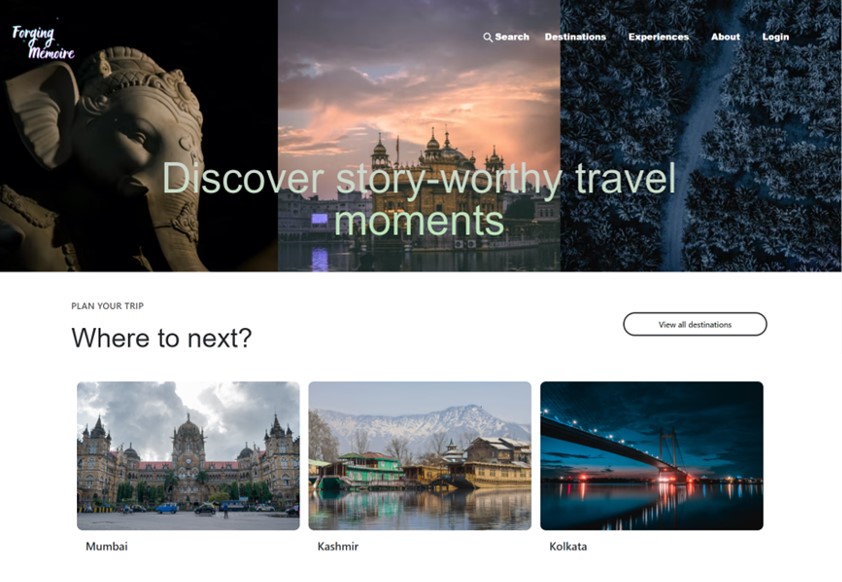 Forging
Mémoire
Search Destinations Experiences About Login
Discover story-worthy travel
moments
PLAN YOUR TRIP
Where to next?
View all destinations
Mumbai Kashmir Kolkata